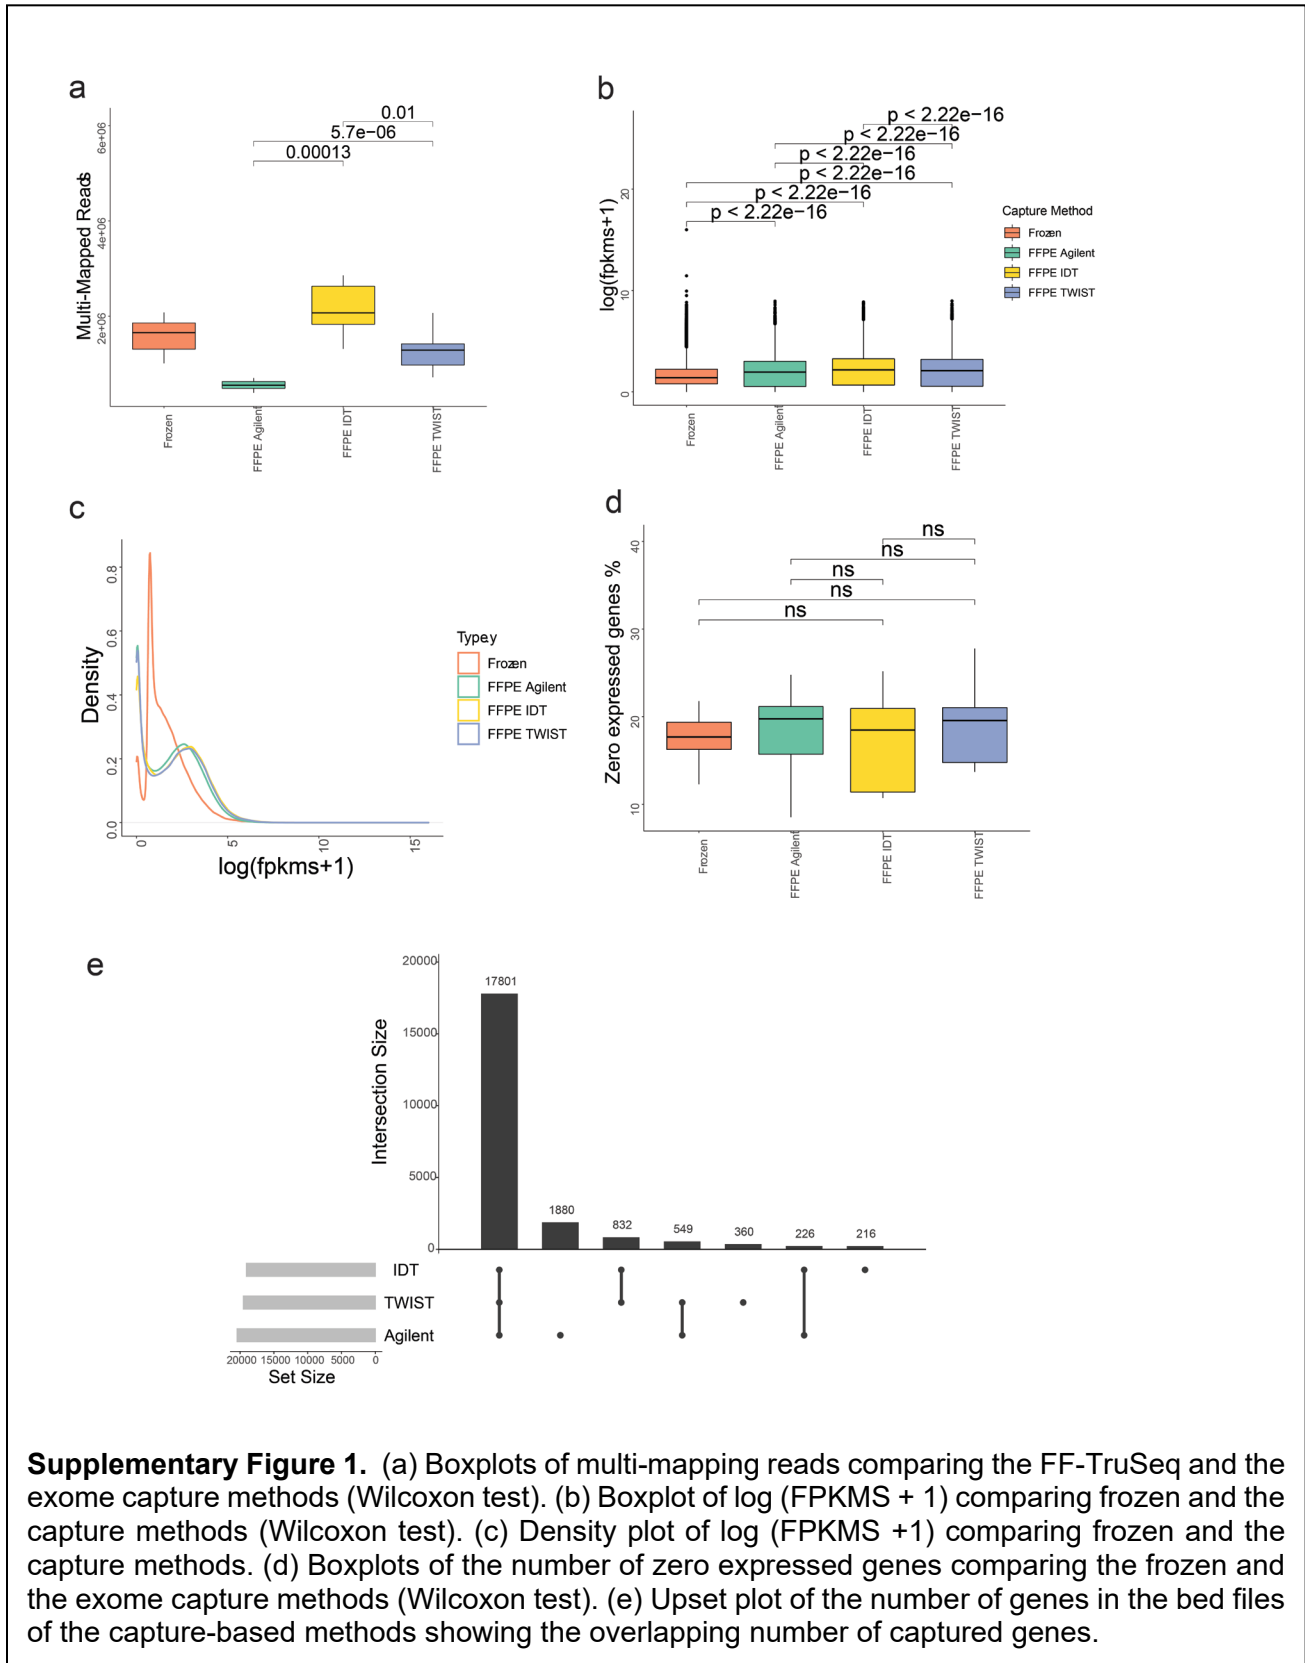 a
0.01
5.7e−06
0.00013
6e+06
4e+06
2e+06
Multi-Mapped Reads
Frozen
FFPE Agilent
FFPE IDT
FFPE TWIST
b
p < 2.22e−16
p < 2.22e−16
p < 2.22e−16
p < 2.22e−16
p < 2.22e−16
p < 2.22e−16
20
10
0
log(fpkms+1)
Frozen
FFPE Agilent
FFPE IDT
FFPE TWIST
Capture Method
Frozen
FFPE Agilent
FFPE IDT
FFPE TWIST
c
0.8
0.6
0.4
0.2
0.0
Density
0
5
10
15
log(fpkms+1)
Type.y
Frozen
FFPE Agilent
FFPE IDT
FFPE TWIST
d
ns
ns
ns
ns
ns
40
30
20
10
Zero expressed genes %
Frozen
FFPE Agilent
FFPE IDT
FFPE TWIST
e
20000
15000
10000
5000
0
Intersection Size
17801
1880
832
549
360
226
216
IDT
TWIST
Agilent
20000 15000 10000 5000 0
Set Size
Supplementary Figure 1. (a) Boxplots of multi-mapping reads comparing the FF-TruSeq and the
exome capture methods (Wilcoxon test). (b) Boxplot of log (FPKMS + 1) comparing frozen and the
capture methods (Wilcoxon test). (c) Density plot of log (FPKMS +1) comparing frozen and the
capture methods. (d) Boxplots of the number of zero expressed genes comparing the frozen and
the exome capture methods (Wilcoxon test). (e) Upset plot of the number of genes in the bed files
of the capture-based methods showing the overlapping number of captured genes.